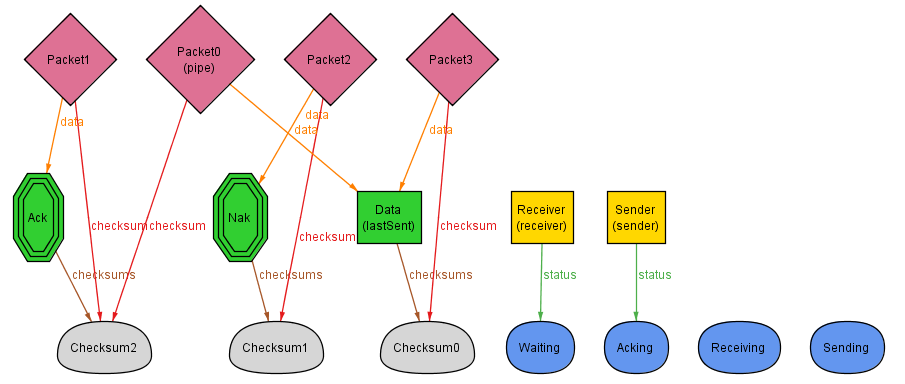 Packet1
Packet0
(pipe)
Packet2
Packet3
data
data
data
data
Ack
Nak
Data
(lastSent)
Receiver
(receiver)
Sender
(sender)
checksum
checksum
checksum
checksum
checksums
checksums
checksums
status
status
Checksum2
Checksum1
Checksum0
Waiting
Acking
Receiving
Sending